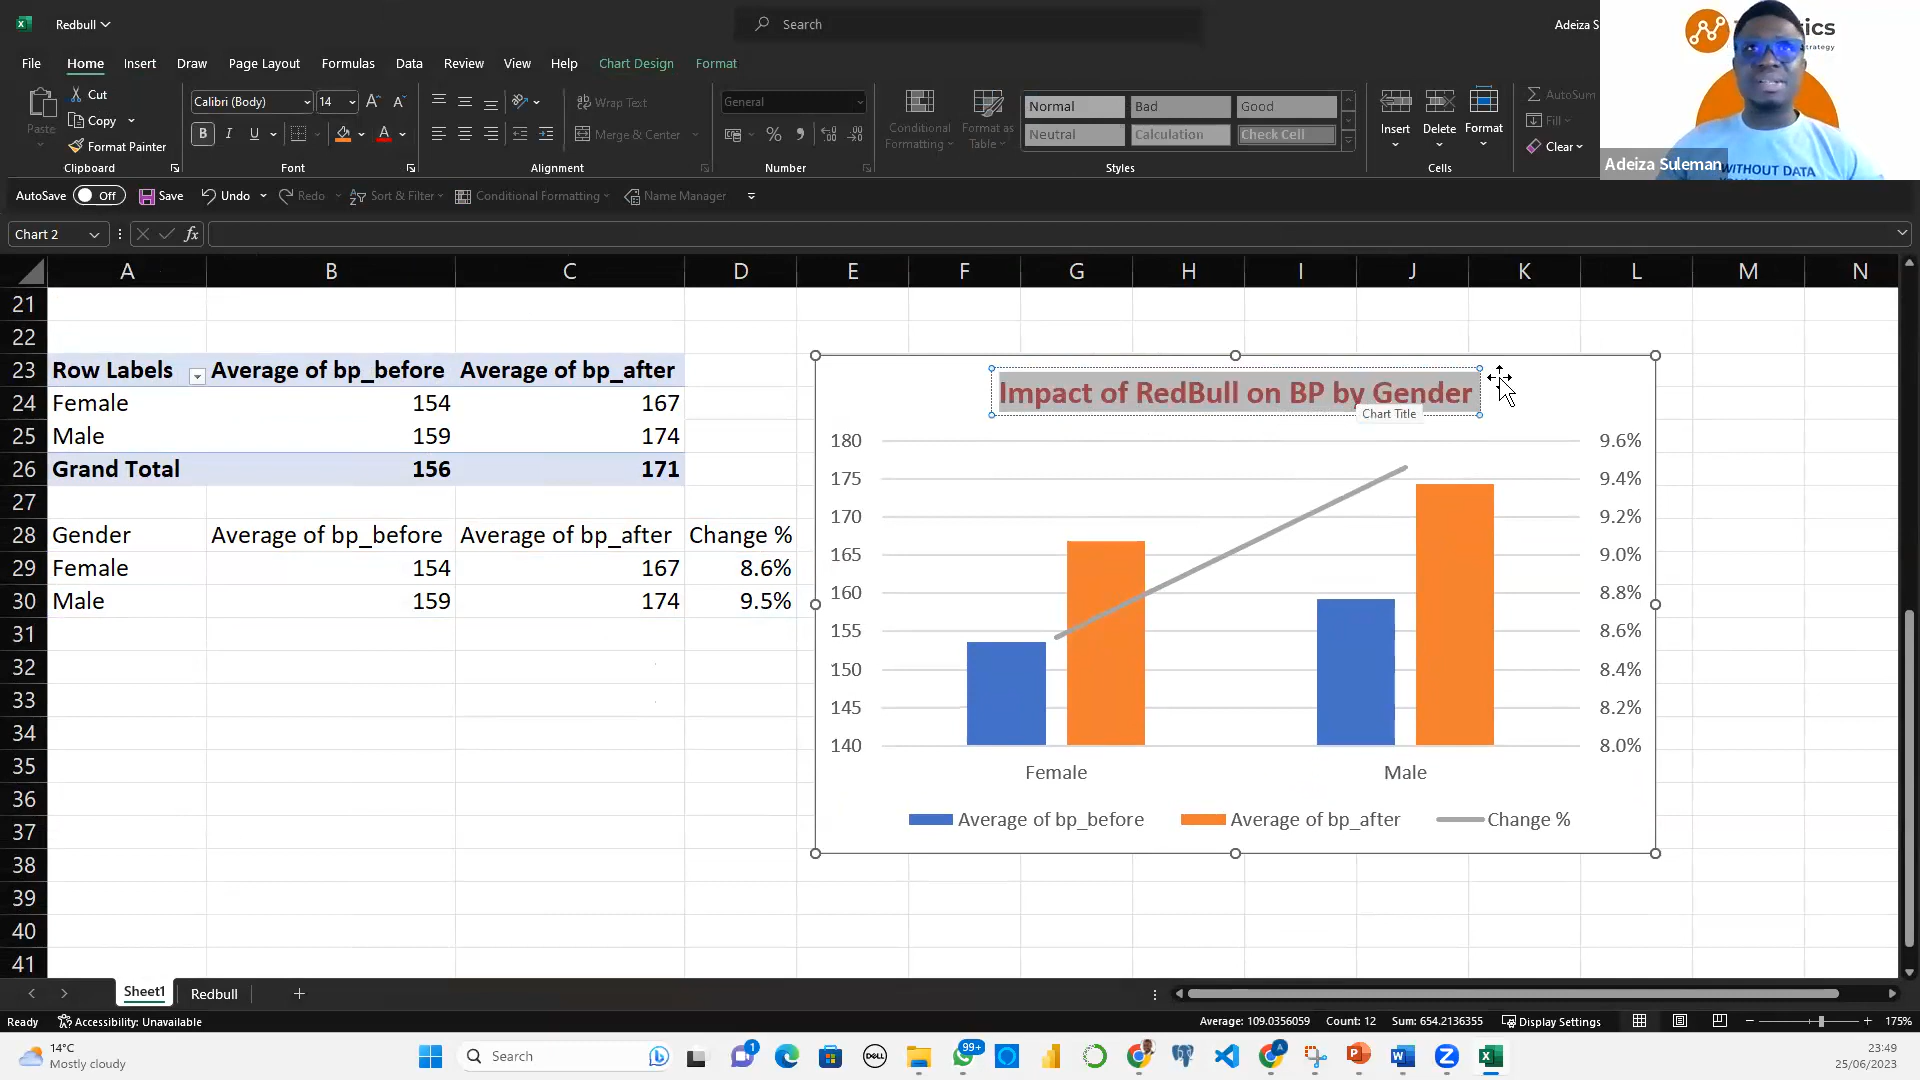 Redbull
Search
Adeiza S
tics
trategy
File Home Insert Draw Page Layout Formulas Data Review View Help Chart Design Format
Paste
Cut
Copy
Format Painter
Clipboard
Calibri (Body) 14
B I U
Font
Wrap Text
Merge & Center
Alignment
General
Number
Conditional Formatting
Format as Table
Normal Bad Good
Neutral Calculation Check Cell
Styles
Insert Delete Format
Cells
AutoSum
Fill
Clear
Adeiza Suleman
WITHOUT DATA
AutoSave Off Save Undo Redo Sort & Filter Conditional Formatting Name Manager
Chart 2 fx
A B C D E F G H I J K L M N
21
22
23 Row Labels Average of bp_before Average of bp_after
24 Female 154 167
25 Male 159 174
26 Grand Total 156 171
27
28 Gender Average of bp_before Average of bp_after Change %
29 Female 154 167 8.6%
30 Male 159 174 9.5%
31
32
33
34
35
36
37
38
39
40
41
Impact of RedBull on BP by Gender
Chart Title
180 9.6%
175 9.4%
170 9.2%
165 9.0%
160 8.8%
155 8.6%
150 8.4%
145 8.2%
140 8.0%
Female Male
Average of bp_before Average of bp_after Change %
Sheet1 Redbull
Ready Accessibility: Unavailable Average: 109.0356059 Count: 12 Sum: 654.2136355 Display Settings 175%
14°C
Mostly cloudy
Search
1
DELL
99+
A
23:49
25/06/2023